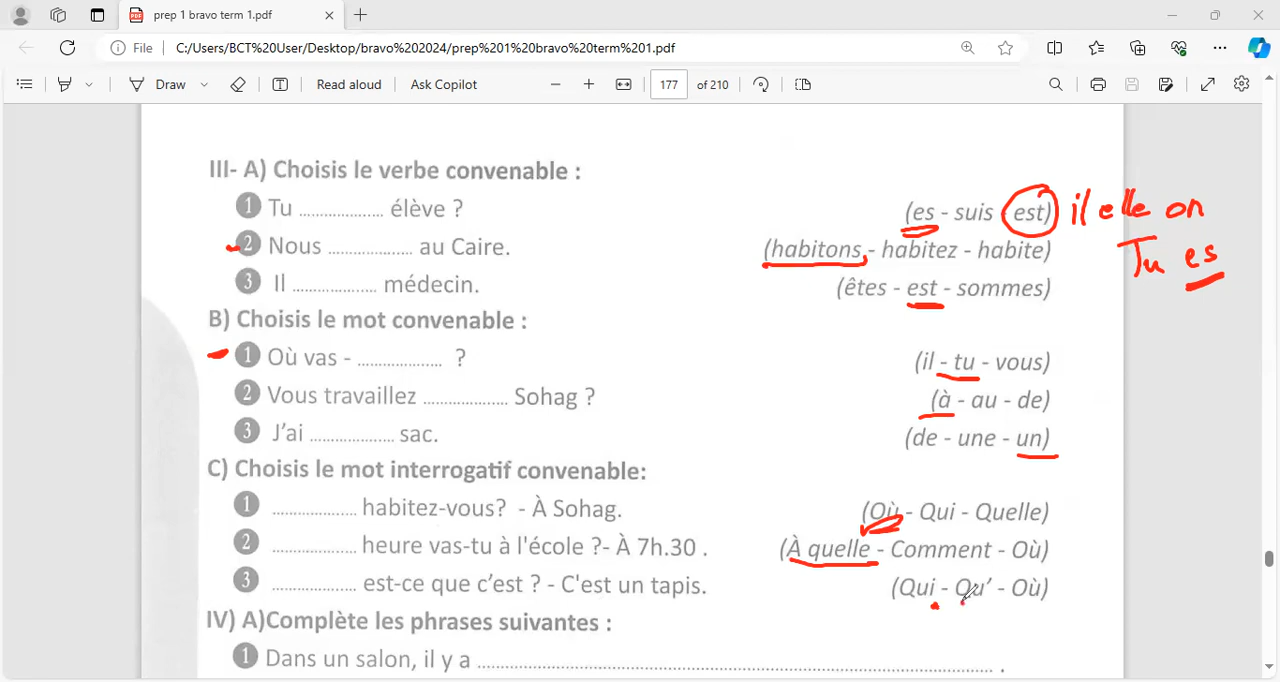 prep 1 bravo term 1.pdf
File C:/Users/BCT%20User/Desktop/bravo%202024/prep%201%20bravo%20term%201.pdf
Draw Read aloud Ask Copilot 177 of 210
III- A) Choisis le verbe convenable :
1 Tu .................. élève ? (es - suis est) il elle on
2 Nous .................. au Caire. (habitons - habitez - habite) Tu es
3 Il .................. médecin. (êtes - est - sommes)
B) Choisis le mot convenable :
1 Où vas - .................. ? (il - tu - vous)
2 Vous travaillez .................. Sohag ? (à - au - de)
3 J’ai .................. sac. (de - une - un)
C) Choisis le mot interrogatif convenable:
1 .................. habitez-vous? - À Sohag. (Où - Qui - Quelle)
2 .................. heure vas-tu à l'école ?- À 7h.30 . (À quelle - Comment - Où)
3 .................. est-ce que c’est ? - C'est un tapis. (Qui - Qu’ - Où)
IV) A)Complète les phrases suivantes :
1 Dans un salon, il y a .................................................................. .